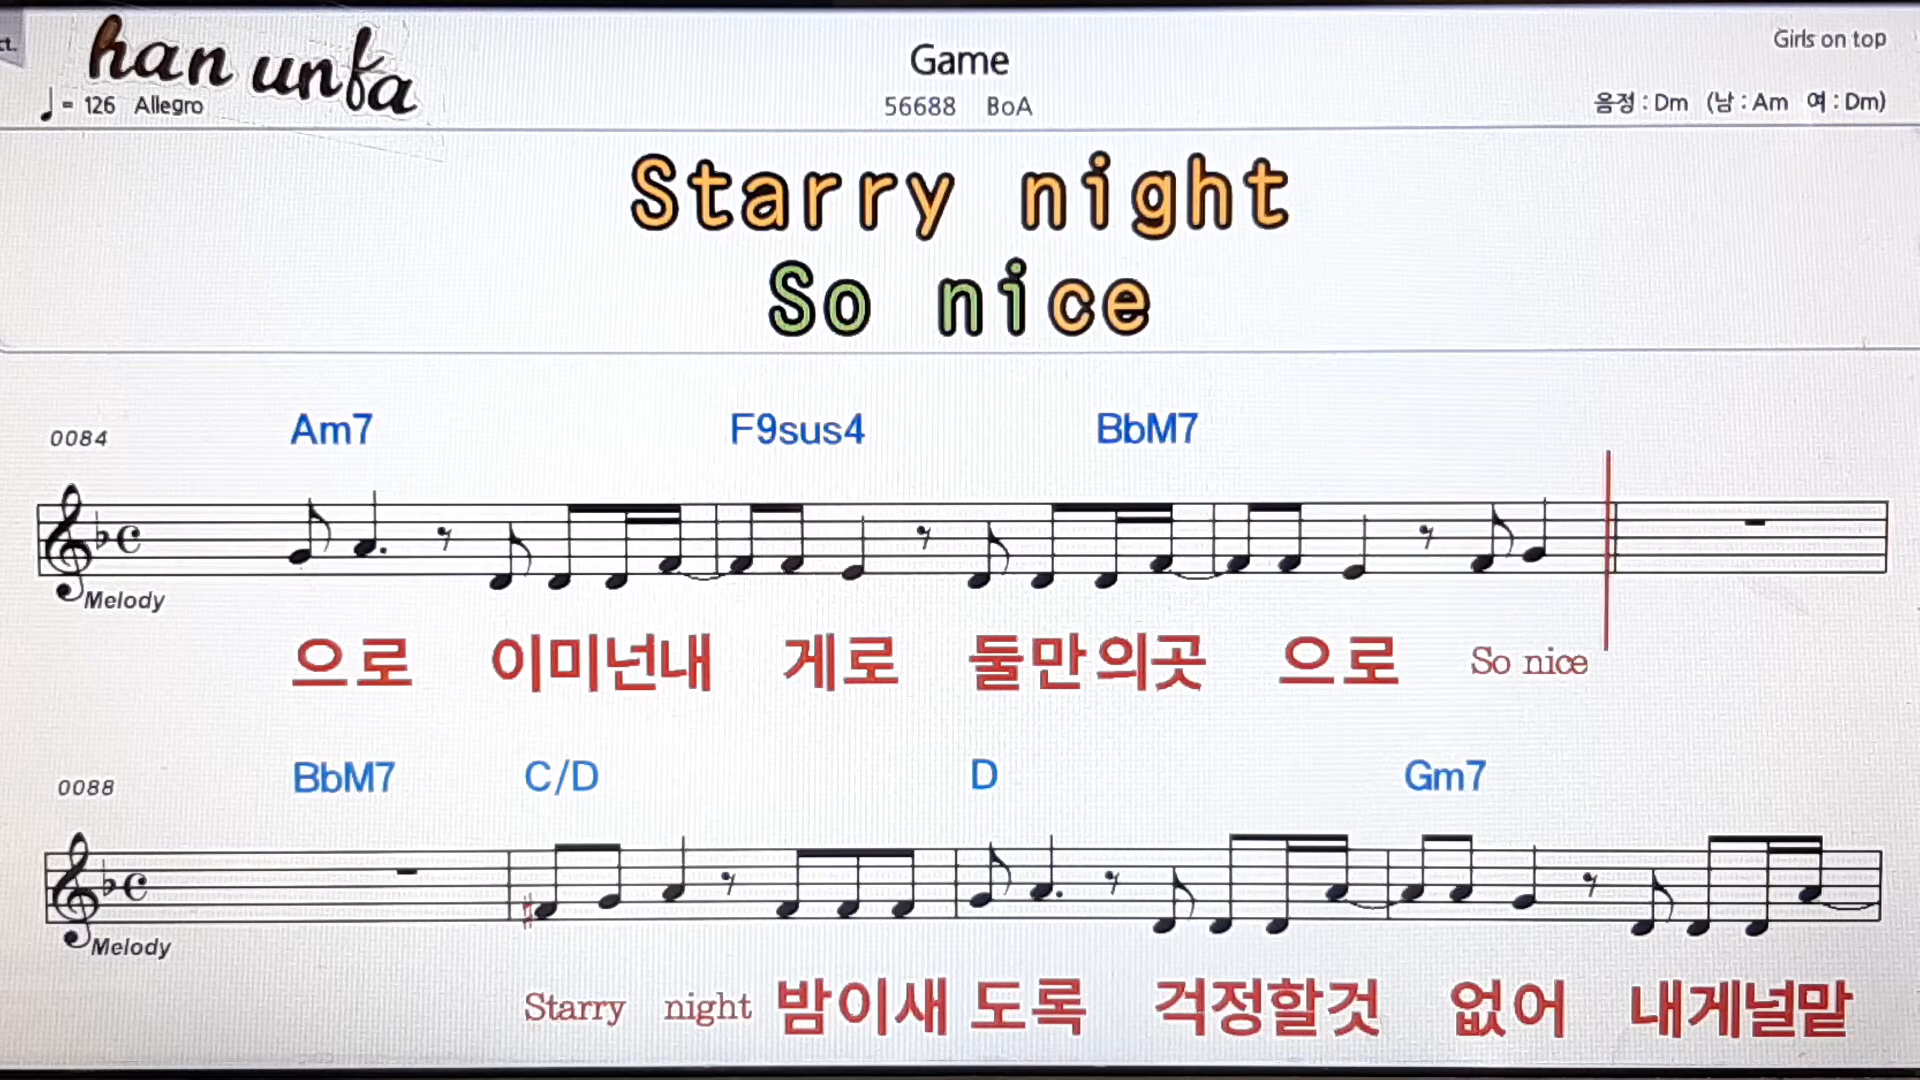 ct.
han unfa
Game
Girls on top
♩= 126 Allegro
56688 BoA
음정 : Dm (남 : Am 여 : Dm)
Starry night
So nice
0084 Am7 F9sus4 BbM7
Melody
으로 이미넌내 게로 둘만의곳 으로 So nice
0088 BbM7 C/D D Gm7
Melody
Starry night 밤이새 도록 걱정할것 없어 내게널맡